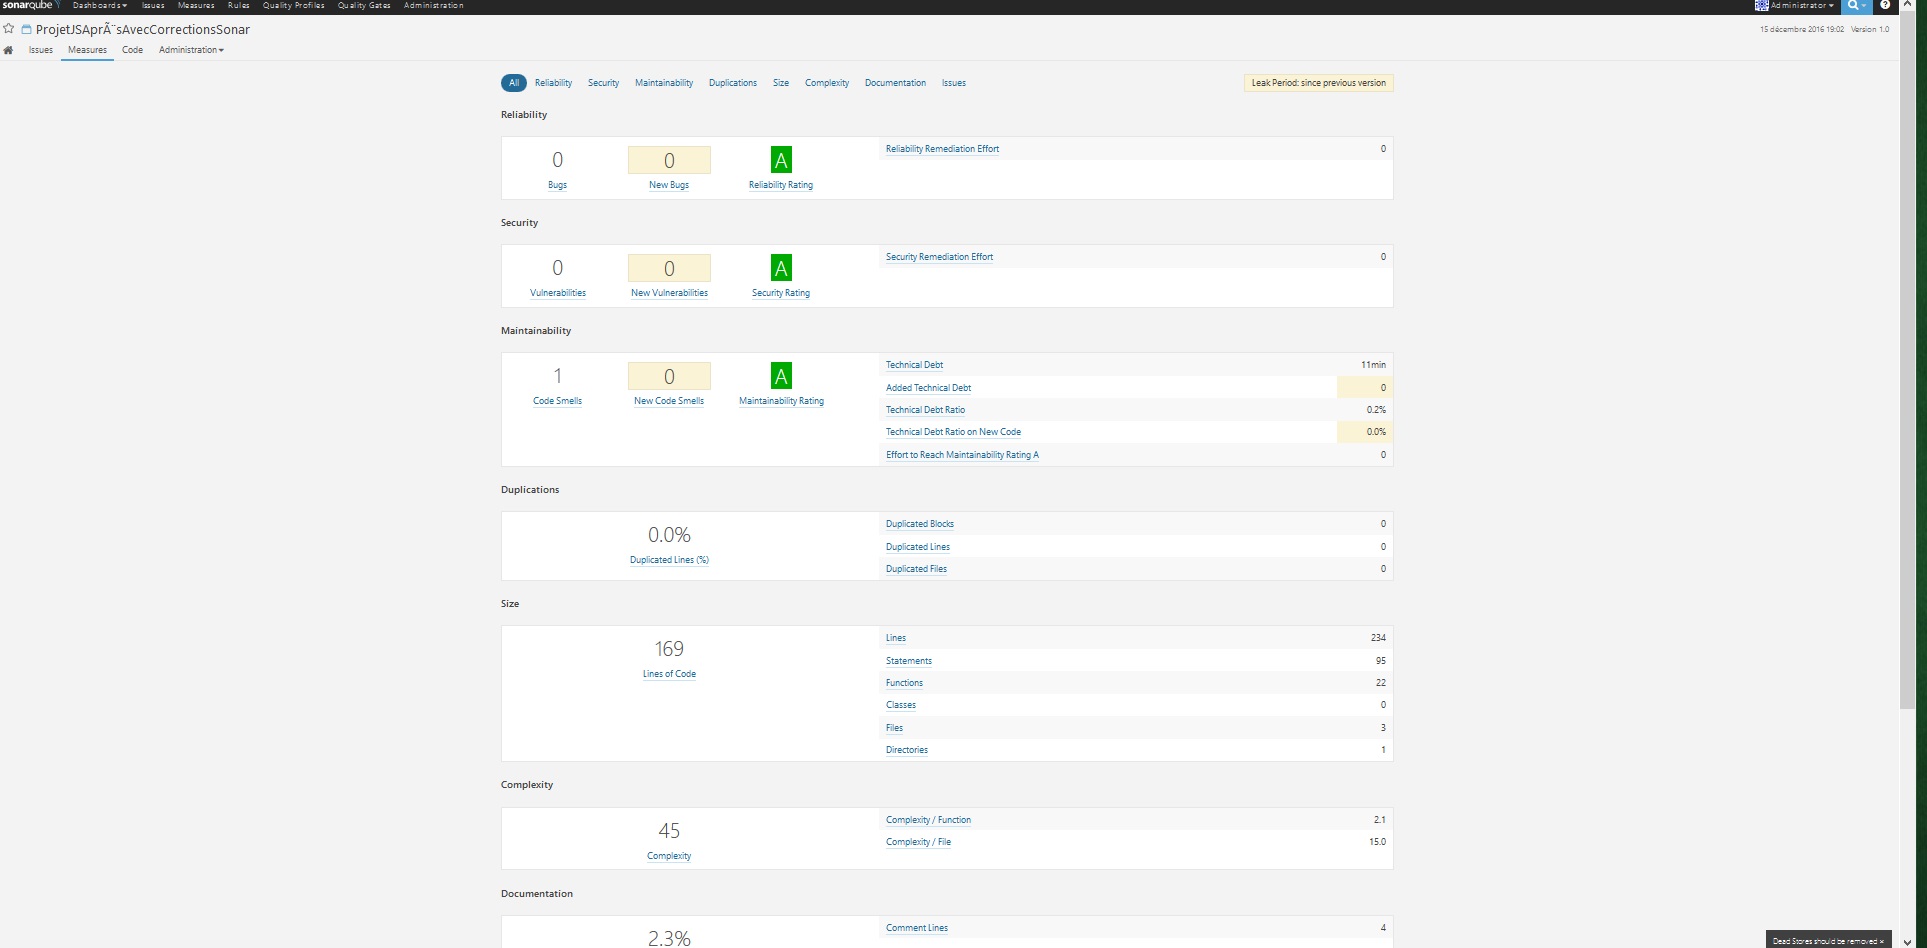 sonarqube Dashboards Issues Measures Rules Quality Profiles Quality Gates Administration Administrator ?
ProjetJSAprÃ¨sAvecCorrectionsSonar 15 décembre 2016 19:02 Version 1.0
Issues Measures Code Administration
All Reliability Security Maintainability Duplications Size Complexity Documentation Issues Leak Period: since previous version
Reliability
0 0 A Reliability Remediation Effort 0
Bugs New Bugs Reliability Rating
Security
0 0 A Security Remediation Effort 0
Vulnerabilities New Vulnerabilities Security Rating
Maintainability
1 0 A Technical Debt 11min
Code Smells New Code Smells Maintainability Rating Added Technical Debt 0
Technical Debt Ratio 0.2%
Technical Debt Ratio on New Code 0.0%
Effort to Reach Maintainability Rating A 0
Duplications
0.0% Duplicated Blocks 0
Duplicated Lines (%) Duplicated Lines 0
Duplicated Files 0
Size
169 Lines 234
Lines of Code Statements 95
Functions 22
Classes 0
Files 3
Directories 1
Complexity
45 Complexity / Function 2.1
Complexity Complexity / File 15.0
Documentation
2.3% Comment Lines 4
Dead Stores should be removed ×